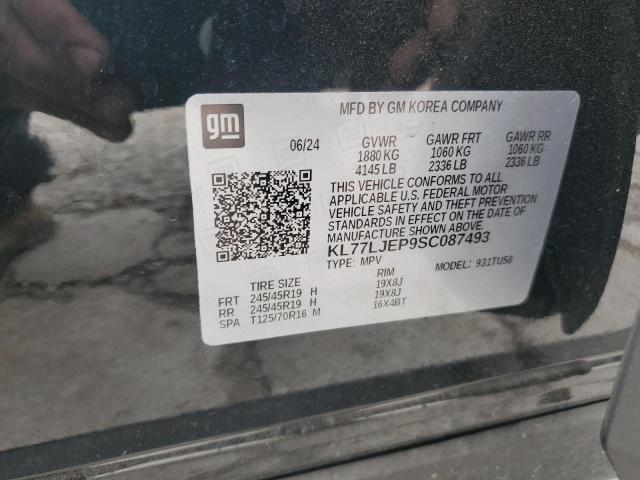 gm
MFD BY GM KOREA COMPANY
06/24 GVWR GAWR FRT GAWR RR
1880 KG 1060 KG 1060 KG
4145 LB 2336 LB 2336 LB
THIS VEHICLE CONFORMS TO ALL
APPLICABLE U.S. FEDERAL MOTOR
VEHICLE SAFETY AND THEFT PREVENTION
STANDARDS IN EFFECT ON THE DATE OF
MANUFACTURE SHOWN ABOVE.
KL77LJEP9SC087493
TYPE: MPV MODEL: 931TU58
TIRE SIZE RIM
FRT 245/45R19 H 19X8J
RR 245/45R19 H 19X8J
SPA T125/70R16 M 16X4BT